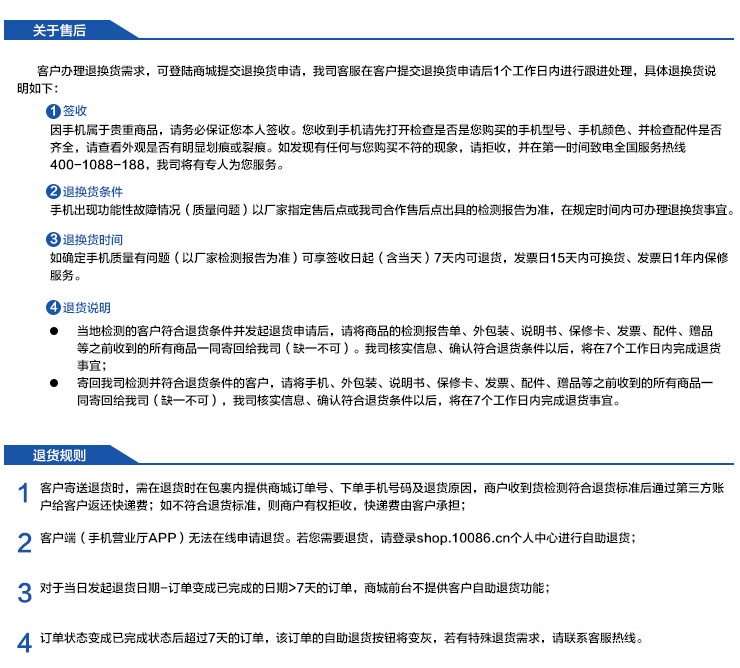 关于售后
客户办理退换货需求，可登陆商城提交退换货申请，我司客服在客户提交退换货申请后1个工作日内进行跟进处理，具体退换货说
明如下：
1 签收
因手机属于贵重商品，请务必保证您本人签收。您收到手机请先打开检查是否是您购买的手机型号、手机颜色、并检查配件是否
齐全，请查看外观是否有明显划痕或裂痕。如发现有任何与您购买不符的现象，请拒收，并在第一时间致电全国服务热线
400-1088-188，我司将有专人为您服务。
2 退换货条件
手机出现功能性故障情况（质量问题）以厂家指定售后点或我司合作售后点出具的检测报告为准，在规定时间内可办理退换货事宜。
3 退换货时间
如确定手机质量有问题（以厂家检测报告为准）可享签收日起（含当天）7天内可退货，发票日15天内可换货、发票日1年内保修
服务。
4 退货说明
● 当地检测的客户符合退货条件并发起退货申请后，请将商品的检测报告单、外包装、说明书、保修卡、发票、配件、赠品
等之前收到的所有商品一同寄回给我司（缺一不可）。我司核实信息、确认符合退货条件以后，将在7个工作日内完成退货
事宜；
● 寄回我司检测并符合退货条件的客户，请将手机、外包装、说明书、保修卡、发票、配件、赠品等之前收到的所有商品一
同寄回给我司（缺一不可），我司核实信息、确认符合退货条件以后，将在7个工作日内完成退货事宜。
退货规则
1 客户寄送退货时，需在退货时在包裹内提供商城订单号、下单手机号码及退货原因，商户收到货检测符合退货标准后通过第三方账
户给客户返还快递费；如不符合退货标准，则商户有权拒收，快递费由客户承担；
2 客户端（手机营业厅APP）无法在线申请退货。若您需要退货，请登录shop.10086.cn个人中心进行自助退货；
3 对于当日发起退货日期-订单变成已完成的日期>7天的订单，商城前台不提供客户自助退货功能；
4 订单状态变成已完成状态后超过7天的订单，该订单的自助退货按钮将变灰，若有特殊退货需求，请联系客服热线。